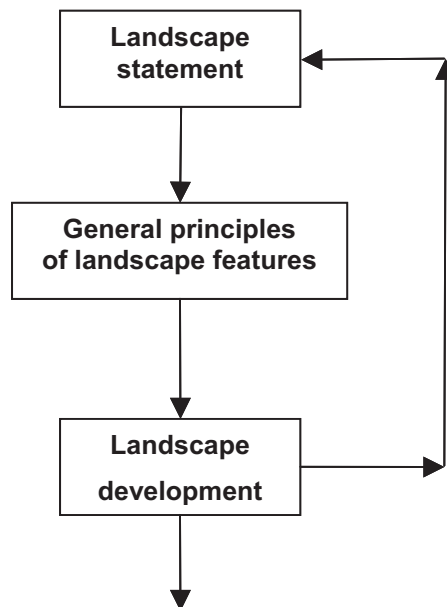 Landscape
statement
General principles
of landscape features
Landscape
development